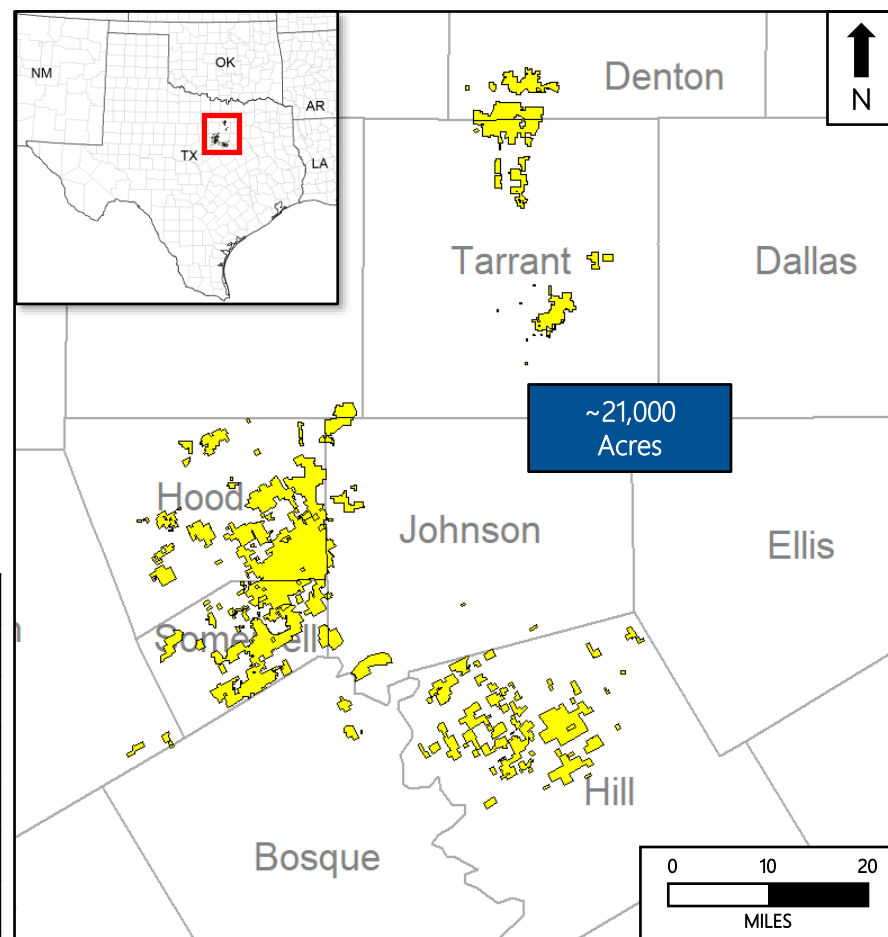 NM
OK
AR
TX
LA
N
Denton
Tarrant
Dallas
~21,000
Acres
Hood
Johnson
Ellis
Somervell
Hill
Bosque
0 10 20
MILES